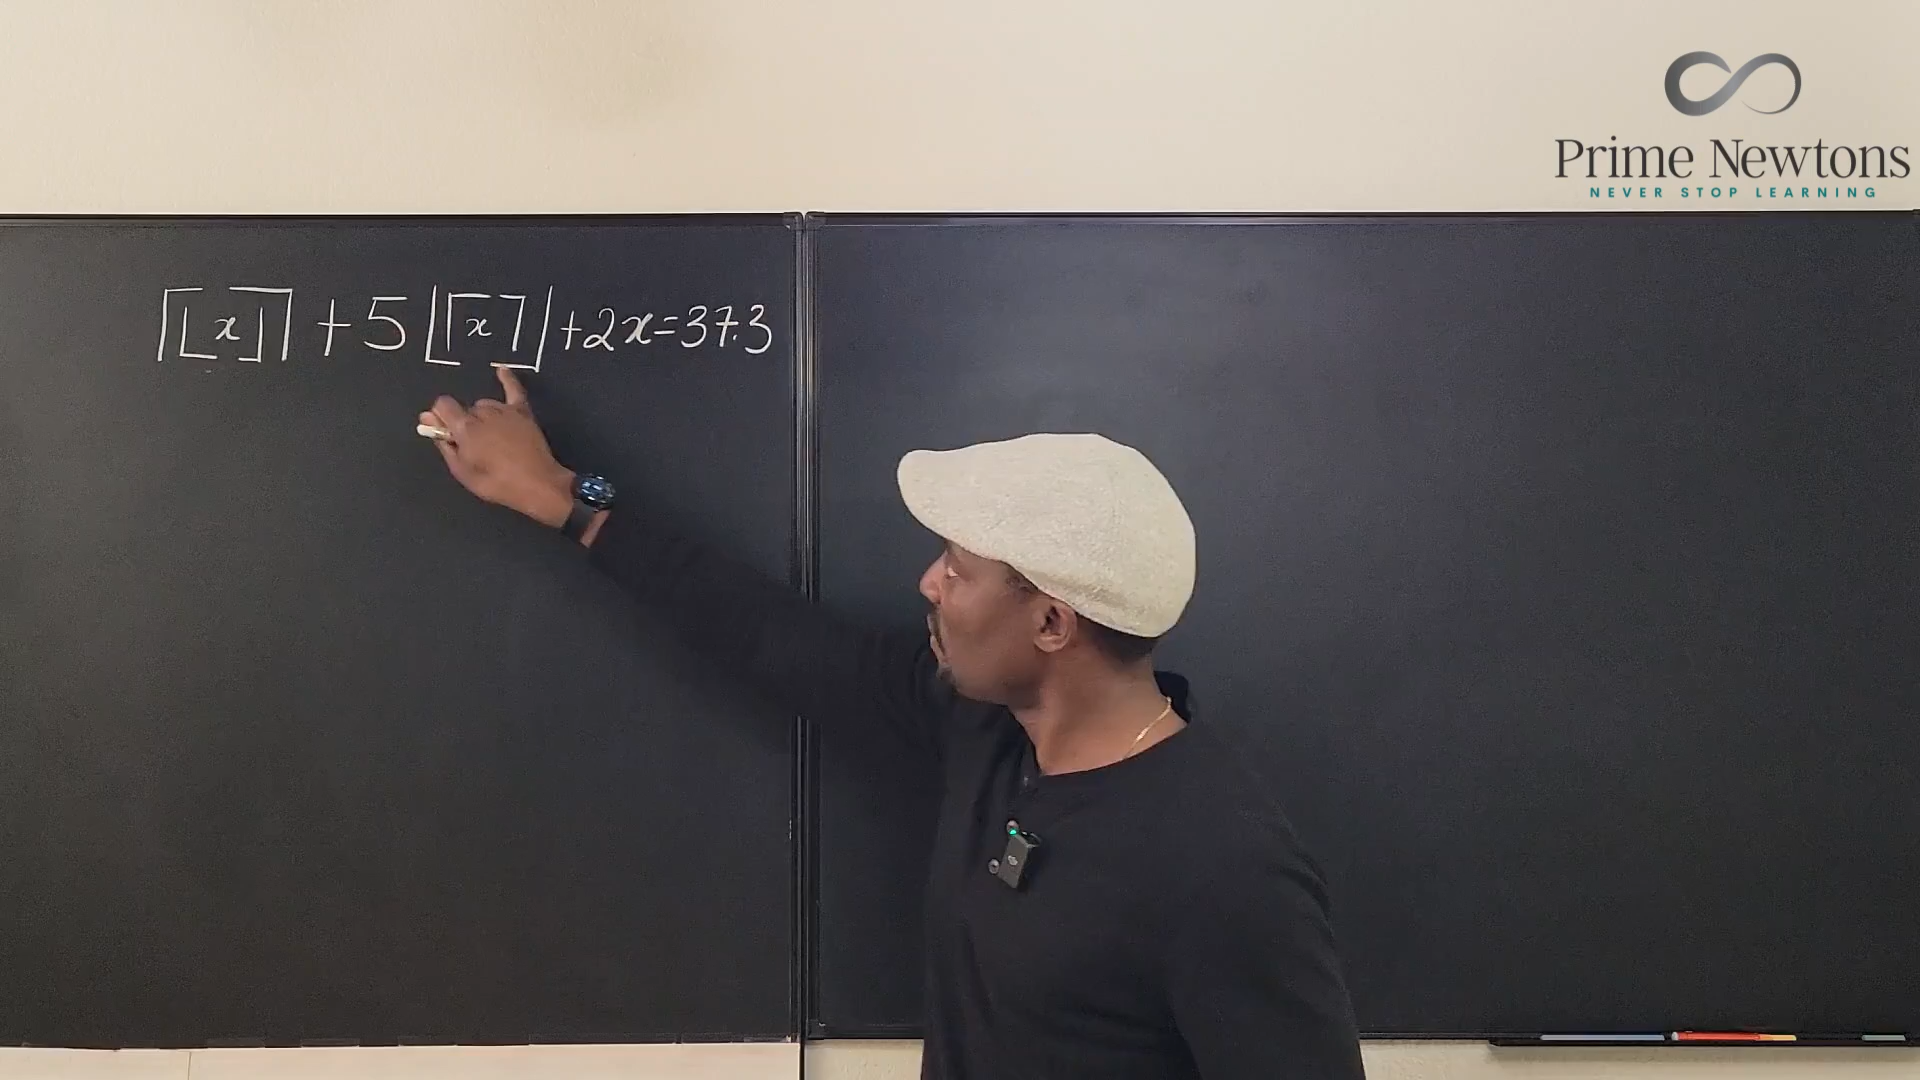 Prime Newtons
NEVER STOP LEARNING
⌈⌊x⌋⌉ + 5⌊⌈x⌉⌋ + 2x = 37.3